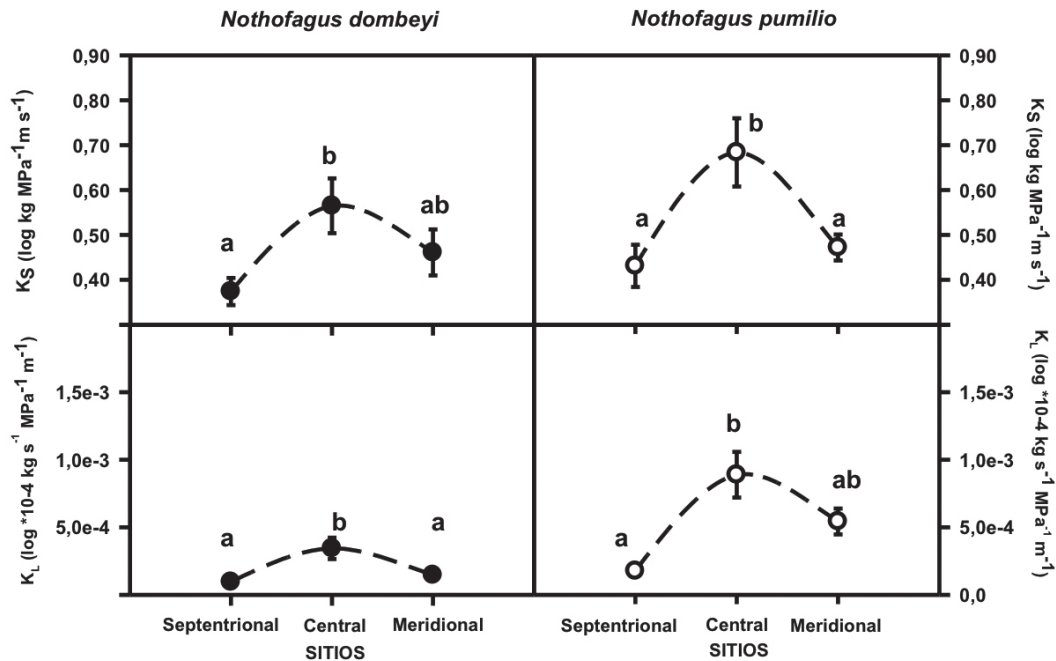 Nothofagus dombeyi
Nothofagus pumilio
KS (log kg MPa-1m s-1)
0,90
0,80
0,70
0,60
0,50
0,40
a
b
ab
a
b
a
0,90
0,80
0,70
0,60
0,50
0,40
KS (log kg MPa-1m s-1)
KL (log *10-4 kg s-1 MPa-1 m-1)
1,5e-3
1,0e-3
5,0e-4
a
b
a
a
b
ab
1,5e-3
1,0e-3
5,0e-4
0,0
KL (log *10-4 kg s-1 MPa-1 m-1)
Septentrional
Central
Meridional
SITIOS
Septentrional
Central
Meridional
SITIOS